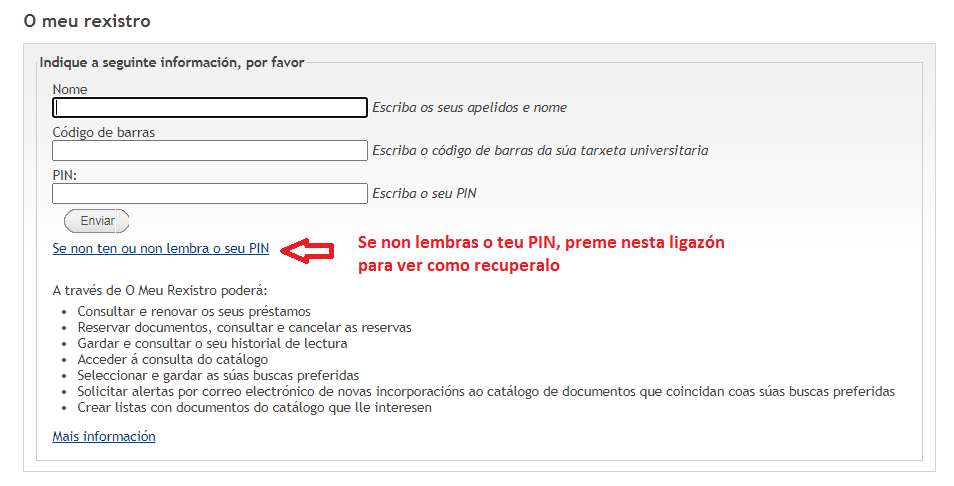 O meu rexistro
Indique a seguinte información, por favor
Nome
Escriba os seus apelidos e nome
Código de barras
Escriba o código de barras da súa tarxeta universitaria
PIN:
Escriba o seu PIN
Enviar
Se non ten ou non lembra o seu PIN
Se non lembras o teu PIN, preme nesta ligazón
para ver como recuperalo
A través de O Meu Rexistro poderá:
• Consultar e renovar os seus préstamos
• Reservar documentos, consultar e cancelar as reservas
• Gardar e consultar o seu historial de lectura
• Acceder á consulta do catálogo
• Seleccionar e gardar as súas buscas preferidas
• Solicitar alertas por correo electrónico de novas incorporacións ao catálogo de documentos que coincidan coas súas buscas preferidas
• Crear listas con documentos do catálogo que lle interesen
Mais información